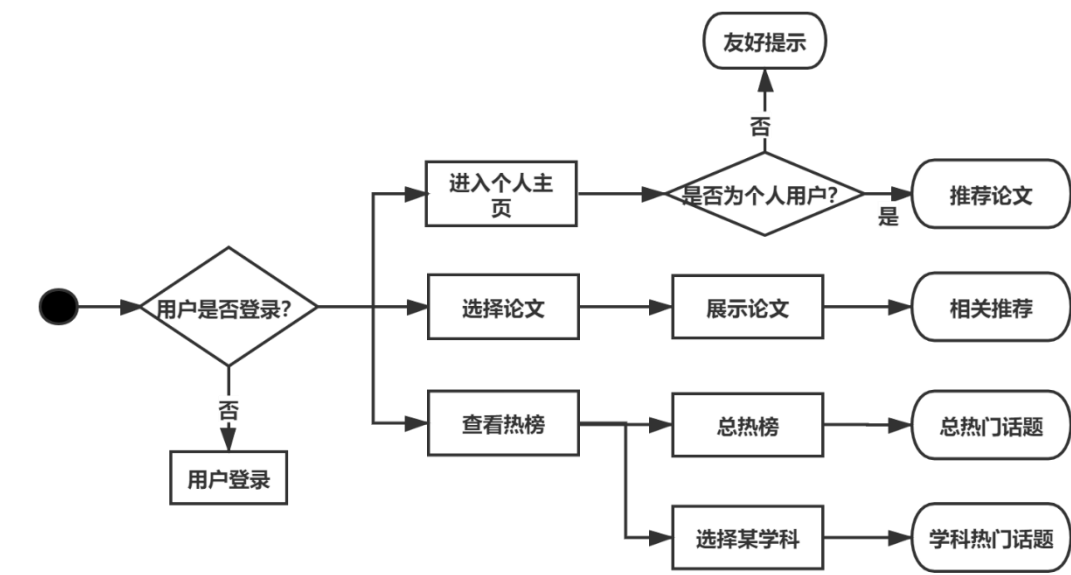 友好提示
否
进入个人主
页
是否为个人用户？
是
推荐论文
用户是否登录？
选择论文
展示论文
相关推荐
否
查看热榜
总热榜
总热门话题
用户登录
选择某学科
学科热门话题